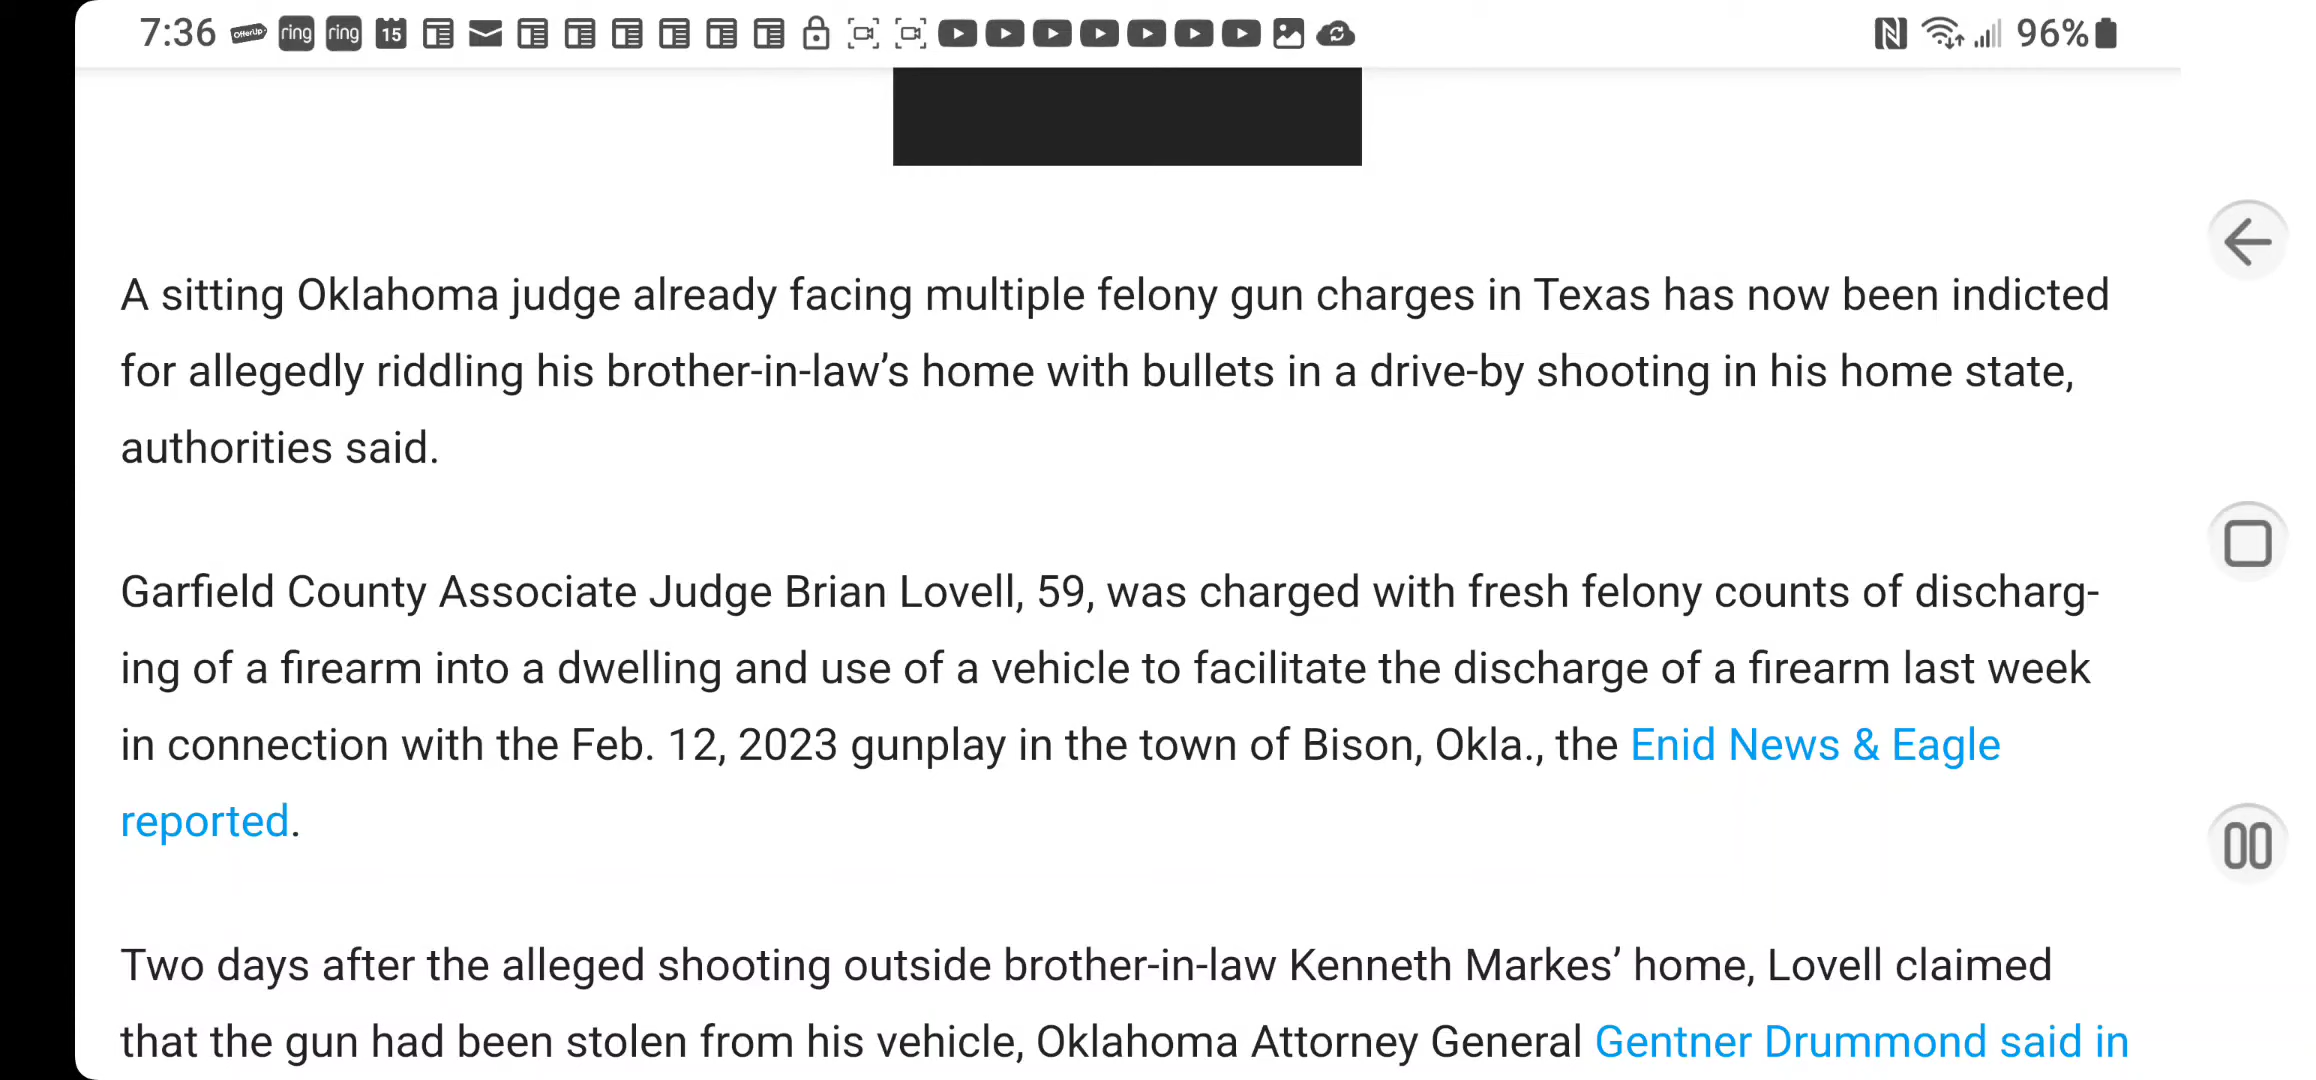 7:36 OfferUp ring ring 15 96%
A sitting Oklahoma judge already facing multiple felony gun charges in Texas has now been indicted
for allegedly riddling his brother-in-law’s home with bullets in a drive-by shooting in his home state,
authorities said.
Garfield County Associate Judge Brian Lovell, 59, was charged with fresh felony counts of discharg-
ing of a firearm into a dwelling and use of a vehicle to facilitate the discharge of a firearm last week
in connection with the Feb. 12, 2023 gunplay in the town of Bison, Okla., the Enid News & Eagle
reported.
Two days after the alleged shooting outside brother-in-law Kenneth Markes’ home, Lovell claimed
that the gun had been stolen from his vehicle, Oklahoma Attorney General Gentner Drummond said in